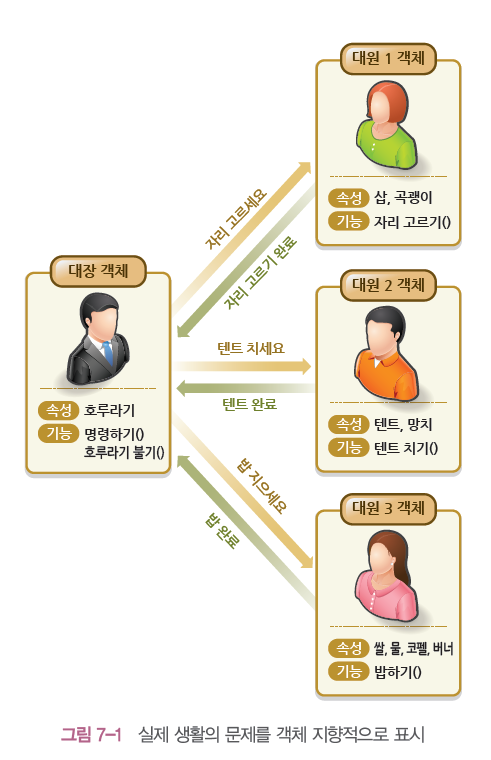 대원 1 객체
속성 삽, 곡괭이
기능 자리 고르기()
자리 고르세요
자리 고르기 완료
대장 객체
속성 호루라기
기능 명령하기()
호루라기 불기()
텐트 치세요
텐트 완료
대원 2 객체
속성 텐트, 망치
기능 텐트 치기()
밥 지으세요
밥 완료
대원 3 객체
속성 쌀, 물, 코펠, 버너
기능 밥하기()
그림 7-1 실제 생활의 문제를 객체 지향적으로 표시